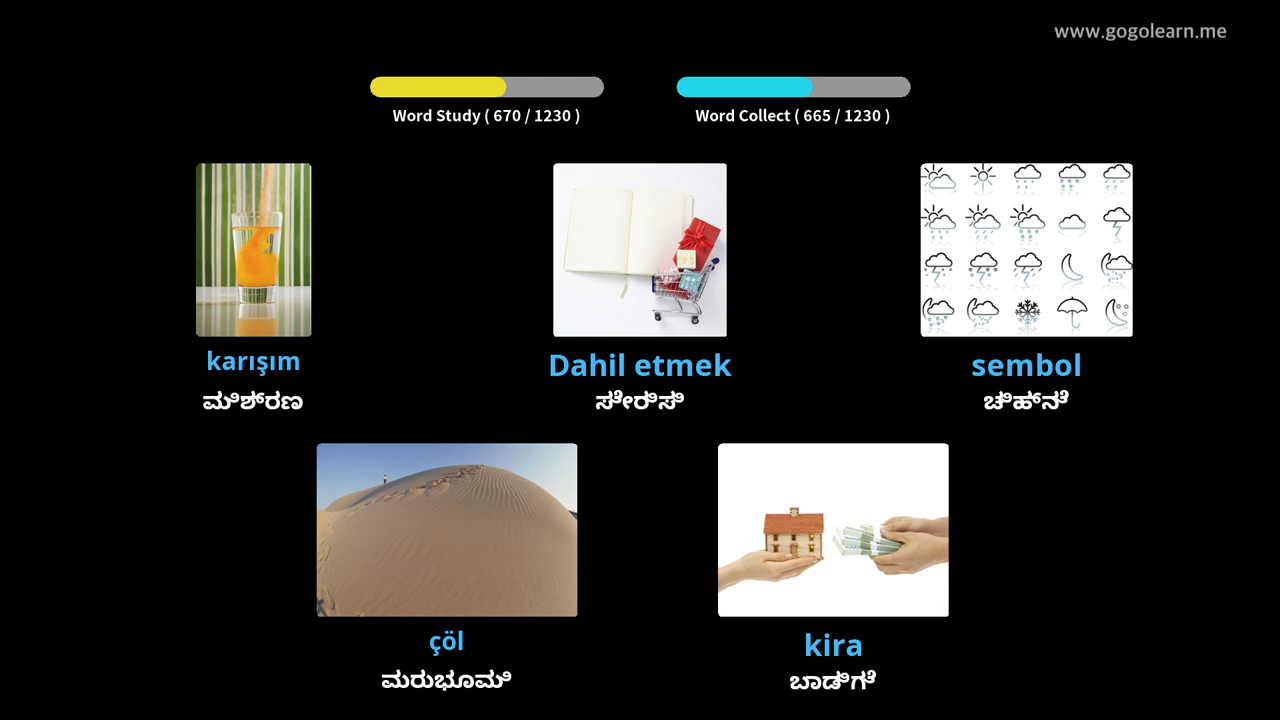 www.gogolearn.me
Word Study ( 670 / 1230 )
Word Collect ( 665 / 1230 )
karışım
ಮಿಶ್ರಣ
Dahil etmek
ಸೇರಿಸಿ
sembol
ಚಿಹ್ನೆ
çöl
ಮರುಭೂಮಿ
kira
ಬಾಡಿಗೆ